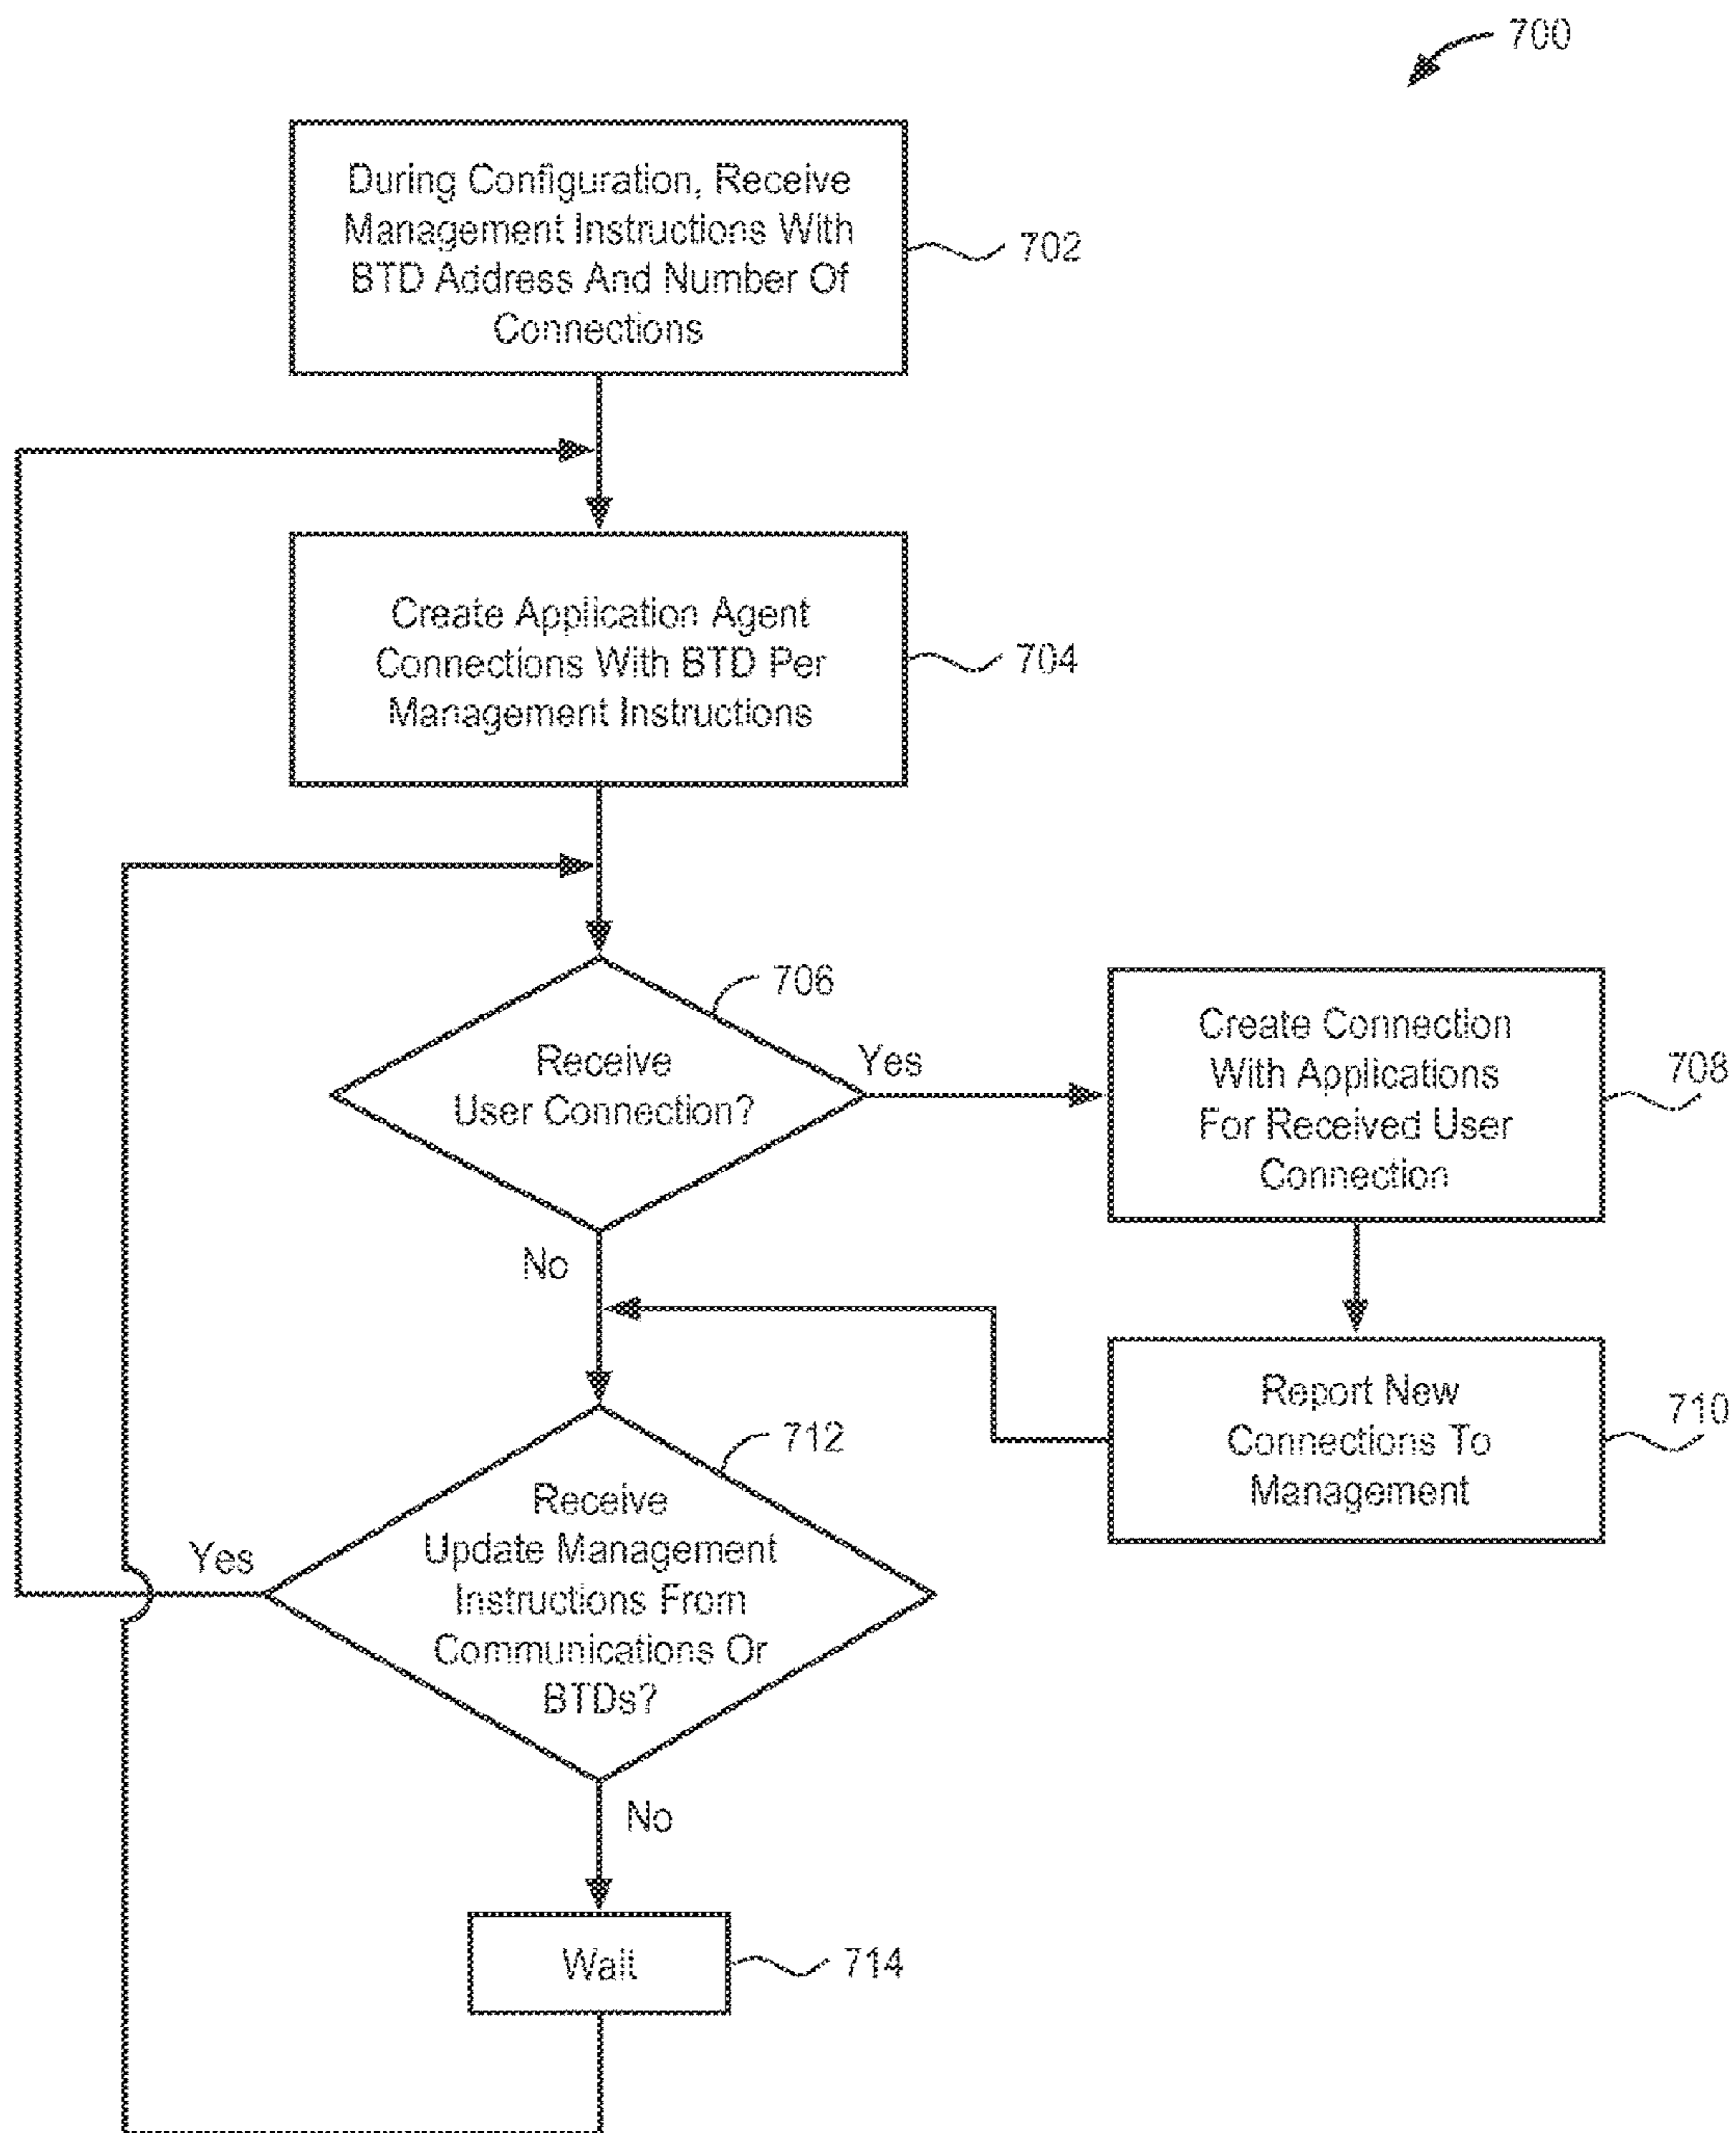 700
During Configuration, Receive
Management Instructions With
BTD Address And Number Of
Connections
702
Create Application Agent
Connections With BTD Per
Management Instructions
704
706
Receive
User Connection?
Yes
No
Create Connection
With Applications
For Received User
Connection
708
Report New
Connections To
Management
710
712
Receive
Update Management
Instructions From
Communications Or
BTDs?
Yes
No
Wait
714